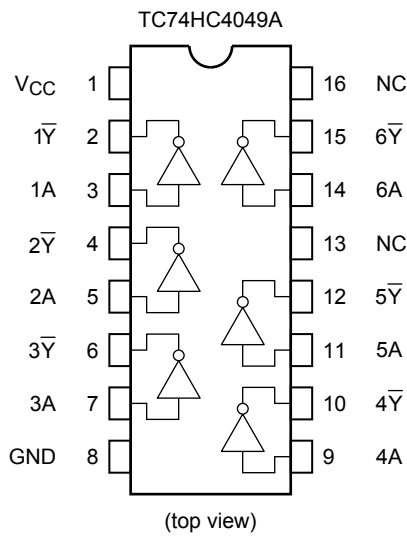 TC74HC4049A
VCC 1 16 NC
1Y̅ 2 15 6Y̅
1A 3 14 6A
2Y̅ 4 13 NC
2A 5 12 5Y̅
3Y̅ 6 11 5A
3A 7 10 4Y̅
GND 8 9 4A
(top view)